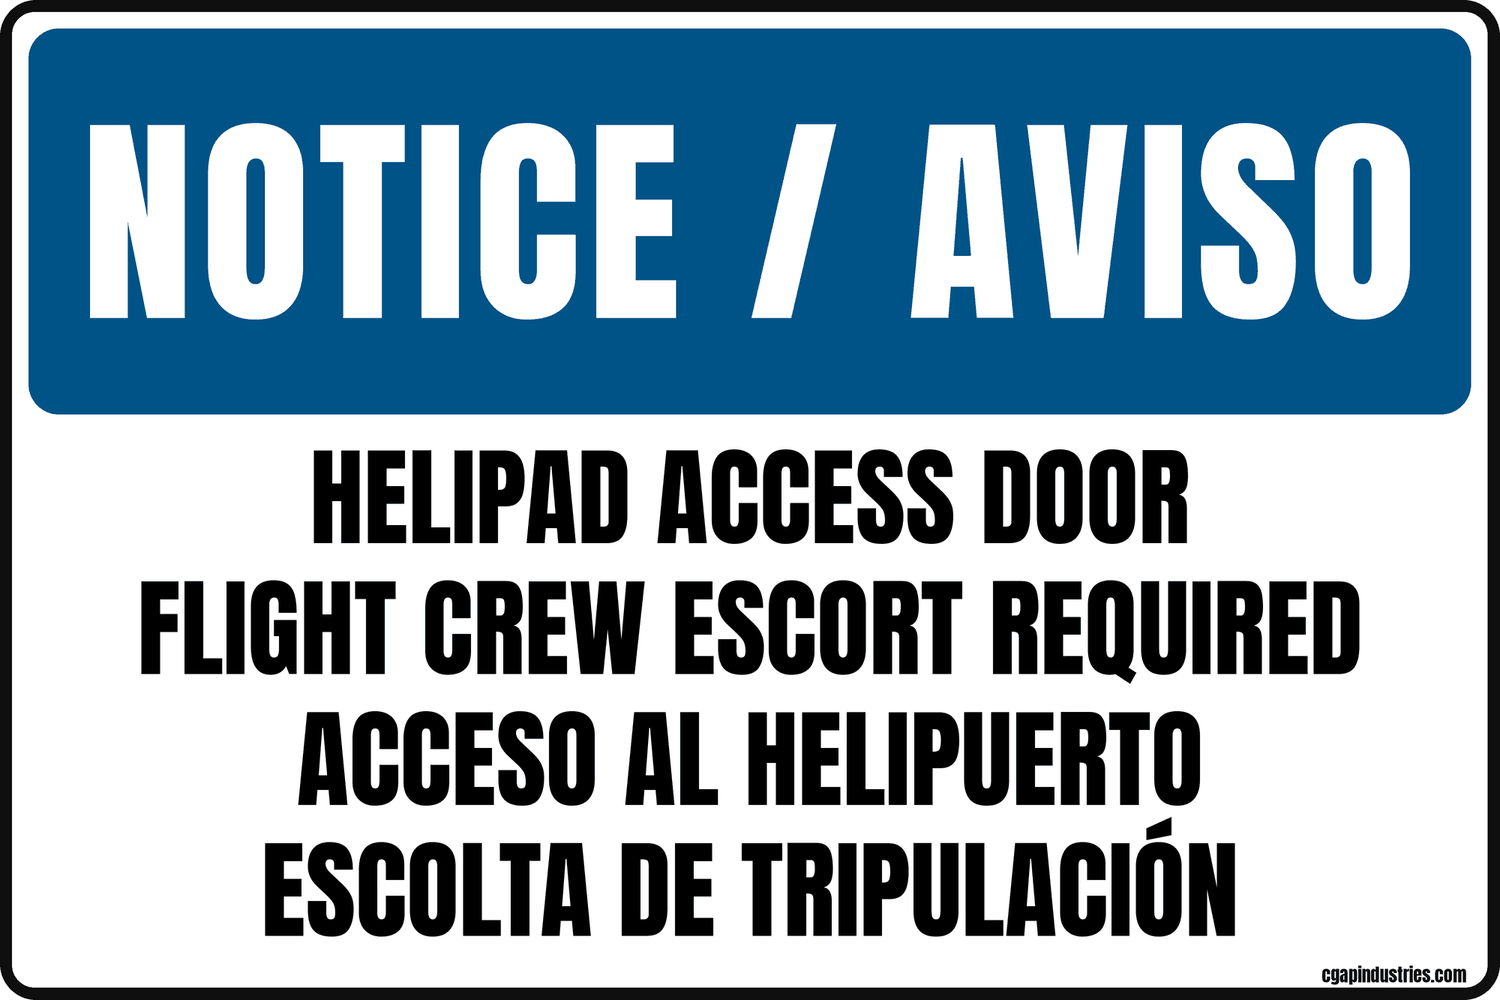 NOTICE / AVISO
HELIPAD ACCESS DOOR
FLIGHT CREW ESCORT REQUIRED
ACCESO AL HELIPUERTO
ESCOLTA DE TRIPULACIÓN
cgapindustries.com